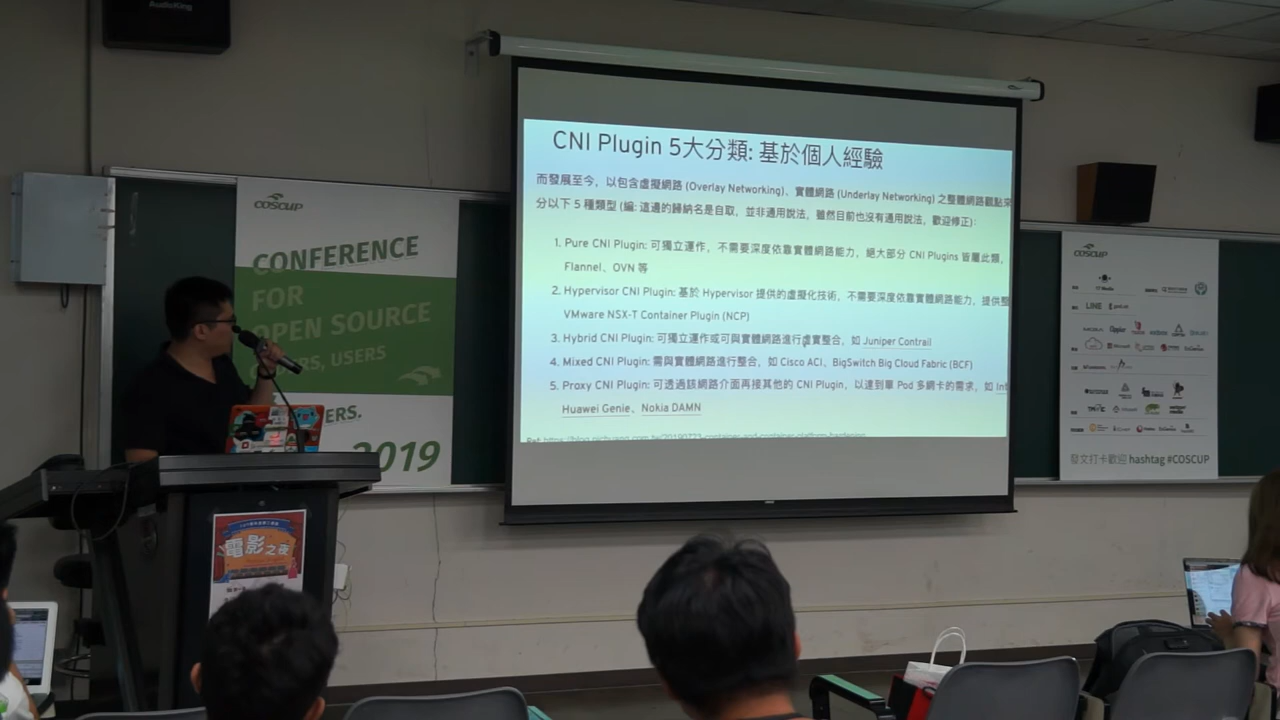 AudioKing
COSCUP
CONFERENCE
FOR
OPEN SOURCE
USERS
2019
CNI Plugin 5大分類: 基於個人經驗
而發展至今，以包含虛擬網路 (Overlay Networking)、實體網路 (Underlay Networking) 之整體網路觀點來
分以下 5 種類型 (編: 這邊的歸納名是自取，並非通用說法，雖然目前也沒有通用說法，歡迎修正):
1. Pure CNI Plugin: 可獨立運作，不需要深度依靠實體網路能力，絕大部分 CNI Plugins 皆屬此類，
Flannel、OVN 等
2. Hypervisor CNI Plugin: 基於 Hypervisor 提供的虛擬化技術，不需要深度依靠實體網路能力，提供整
VMware NSX-T Container Plugin (NCP)
3. Hybrid CNI Plugin: 可獨立運作或可與實體網路進行虛實整合，如 Juniper Contrail
4. Mixed CNI Plugin: 需與實體網路進行整合，如 Cisco ACI、BigSwitch Big Cloud Fabric (BCF)
5. Proxy CNI Plugin: 可透過該網路介面再接其他的 CNI Plugin，以達到單 Pod 多網卡的需求，如 Int
Huawei Genie、Nokia DAMN
COSCUP
LINE
發文打卡歡迎 hashtag #COSCUP
電影之夜